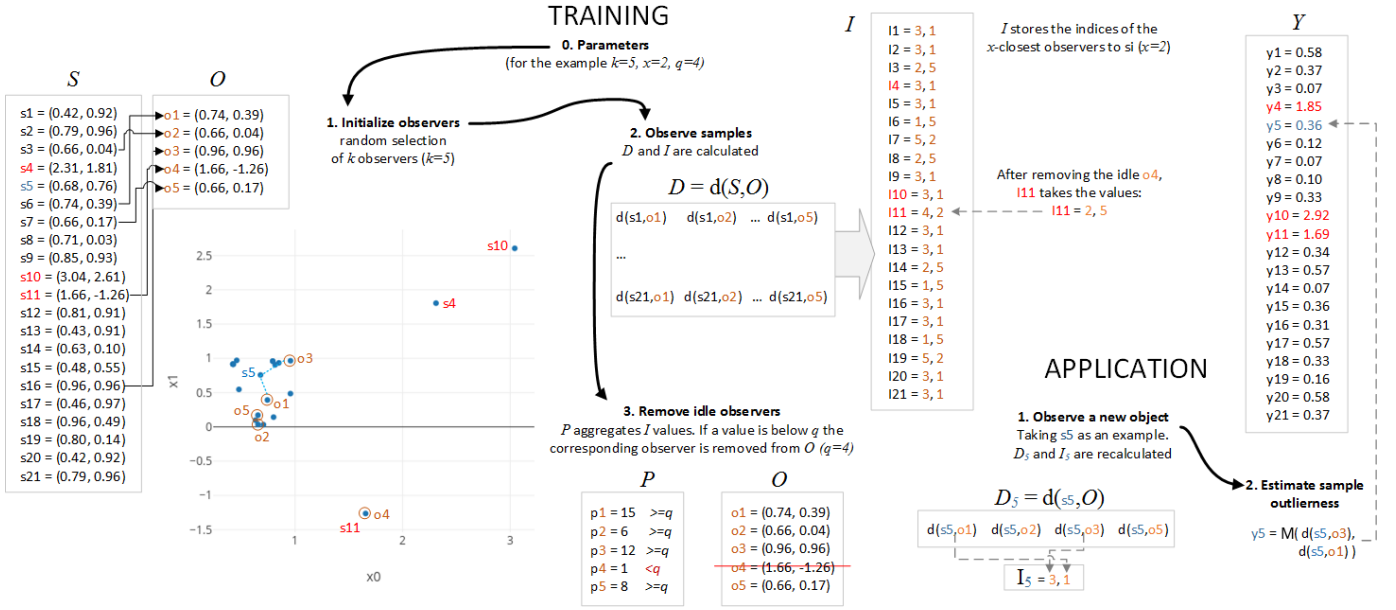 TRAINING
0. Parameters
(for the example k=5, x=2, q=4)
S
s1 = (0.42, 0.92)
s2 = (0.79, 0.96)
s3 = (0.66, 0.04)
s4 = (2.31, 1.81)
s5 = (0.68, 0.76)
s6 = (0.74, 0.39)
s7 = (0.66, 0.17)
s8 = (0.71, 0.03)
s9 = (0.85, 0.93)
s10 = (3.04, 2.61)
s11 = (1.66, -1.26)
s12 = (0.81, 0.91)
s13 = (0.43, 0.91)
s14 = (0.63, 0.10)
s15 = (0.48, 0.55)
s16 = (0.96, 0.96)
s17 = (0.46, 0.97)
s18 = (0.96, 0.49)
s19 = (0.80, 0.14)
s20 = (0.42, 0.92)
s21 = (0.79, 0.96)
O
o1 = (0.74, 0.39)
o2 = (0.66, 0.04)
o3 = (0.96, 0.96)
o4 = (1.66, -1.26)
o5 = (0.66, 0.17)
1. Initialize observers
random selection
of k observers (k=5)
2. Observe samples
D and I are calculated
D = d(S,O)
d(s1,o1) d(s1,o2) ... d(s1,o5)
...
d(s21,o1) d(s21,o2) ... d(s21,o5)
x1
2.5
2
1.5
1
0.5
0
−0.5
−1
−1.5
1
2
3
x0
s10
s4
o3
s5
o1
o5
o2
o4
s11
3. Remove idle observers
P aggregates I values. If a value is below q the
corresponding observer is removed from O (q=4)
P
p1 = 15 >=q
p2 = 6 >=q
p3 = 12 >=q
p4 = 1 <q
p5 = 8 >=q
O
o1 = (0.74, 0.39)
o2 = (0.66, 0.04)
o3 = (0.96, 0.96)
o4 = (1.66, -1.26)
o5 = (0.66, 0.17)
I
I1 = 3, 1
I2 = 3, 1
I3 = 2, 5
I4 = 3, 1
I5 = 3, 1
I6 = 1, 5
I7 = 5, 2
I8 = 2, 5
I9 = 3, 1
I10 = 3, 1
I11 = 4, 2
I12 = 3, 1
I13 = 3, 1
I14 = 2, 5
I15 = 1, 5
I16 = 3, 1
I17 = 3, 1
I18 = 1, 5
I19 = 5, 2
I20 = 3, 1
I21 = 3, 1
I stores the indices of the
x-closest observers to si (x=2)
After removing the idle o4,
I11 takes the values:
I11 = 2, 5
Y
y1 = 0.58
y2 = 0.37
y3 = 0.07
y4 = 1.85
y5 = 0.36
y6 = 0.12
y7 = 0.07
y8 = 0.10
y9 = 0.33
y10 = 2.92
y11 = 1.69
y12 = 0.34
y13 = 0.57
y14 = 0.07
y15 = 0.36
y16 = 0.31
y17 = 0.57
y18 = 0.33
y19 = 0.16
y20 = 0.58
y21 = 0.37
APPLICATION
1. Observe a new object
Taking s5 as an example.
D5 and I5 are recalculated
D5 = d(s5,O)
d(s5,o1) d(s5,o2) d(s5,o3) d(s5,o5)
I5 = 3, 1
2. Estimate sample
outlierness
y5 = M( d(s5,o3),
d(s5,o1) )